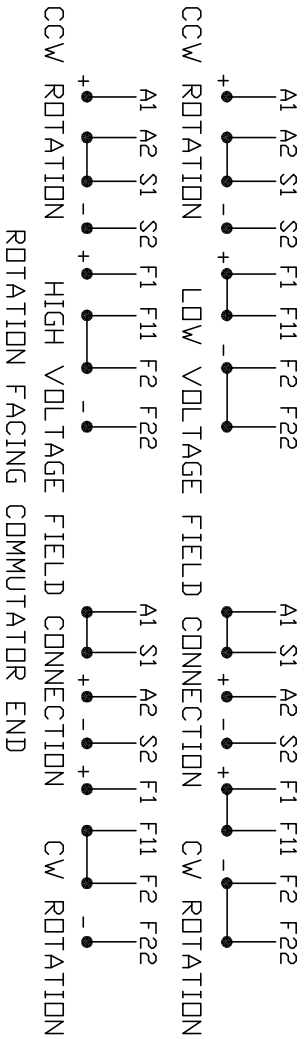 A1 A2 S1 S2 F1 F11 F2 F22 A1 S1 A2 S2 F1 F11 F2 F22
+ - + - + - + -
CCW ROTATION LOW VOLTAGE FIELD CONNECTION CW ROTATION
A1 A2 S1 S2 F1 F11 F2 F22 A1 S1 A2 S2 F1 F11 F2 F22
+ - + - + - + -
CCW ROTATION HIGH VOLTAGE FIELD CONNECTION CW ROTATION
ROTATION FACING COMMUTATOR END